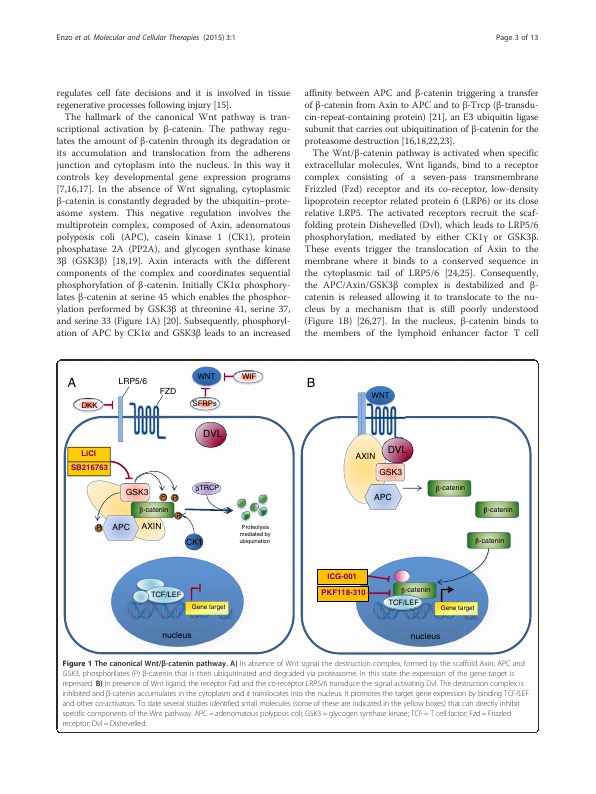 Enzo et al. Molecular and Cellular Therapies (2015) 3:1
Page 3 of 13
regulates cell fate decisions and it is involved in tissue
regenerative processes following injury [15].
The hallmark of the canonical Wnt pathway is tran-
scriptional activation by β-catenin. The pathway regu-
lates the amount of β-catenin through its degradation or
its accumulation and translocation from the adherens
junction and cytoplasm into the nucleus. In this way it
controls key developmental gene expression programs
[7,16,17]. In the absence of Wnt signaling, cytoplasmic
β-catenin is constantly degraded by the ubiquitin–prote-
asome system. This negative regulation involves the
multiprotein complex, composed of Axin, adenomatous
polyposis coli (APC), casein kinase 1 (CK1), protein
phosphatase 2A (PP2A), and glycogen synthase kinase
3β (GSK3β) [18,19]. Axin interacts with the different
components of the complex and coordinates sequential
phosphorylation of β-catenin. Initially CK1α phosphory-
lates β-catenin at serine 45 which enables the phosphor-
ylation performed by GSK3β at threonine 41, serine 37,
and serine 33 (Figure 1A) [20]. Subsequently, phosphoryl-
ation of APC by CK1α and GSK3β leads to an increased
affinity between APC and β-catenin triggering a transfer
of β-catenin from Axin to APC and to β-Trcp (β-transdu-
cin-repeat-containing protein) [21], an E3 ubiquitin ligase
subunit that carries out ubiquitination of β-catenin for the
proteasome destruction [16,18,22,23].
The Wnt/β-catenin pathway is activated when specific
extracellular molecules, Wnt ligands, bind to a receptor
complex consisting of a seven-pass transmembrane
Frizzled (Fzd) receptor and its co-receptor, low-density
lipoprotein receptor related protein 6 (LRP6) or its close
relative LRP5. The activated receptors recruit the scaf-
folding protein Dishevelled (Dvl), which leads to LRP5/6
phosphorylation, mediated by either CK1γ or GSK3β.
These events trigger the translocation of Axin to the
membrane where it binds to a conserved sequence in
the cytoplasmic tail of LRP5/6 [24,25]. Consequently,
the APC/Axin/GSK3β complex is destabilized and β-
catenin is released allowing it to translocate to the nu-
cleus by a mechanism that is still poorly understood
(Figure 1B) [26,27]. In the nucleus, β-catenin binds to
the members of the lymphoid enhancer factor T cell
A
LRP5/6
FZD
WNT
WIF
DKK
SFRPs
DVL
LiCl
SB216763
GSK3
P
P
βTRCP
β-catenin
P
P
APC
AXIN
CK1
Proteolysis
mediated by
ubiquination
TCF/LEF
Gene target
nucleus
B
WNT
DVL
AXIN
GSK3
APC
β-catenin
β-catenin
β-catenin
ICG-001
PKF118-310
β-catenin
TCF/LEF
Gene target
nucleus
Figure 1 The canonical Wnt/β-catenin pathway. A) In absence of Wnt signal the destruction complex, formed by the scaffold Axin, APC and
GSK3, phosphorilates (P) β-catenin that is then ubiquitinated and degraded via proteasome. In this state the expression of the gene target is
repressed. B) In presence of Wnt ligand, the receptor Fzd and the co-receptor LRP5/6 transduce the signal activating Dvl. The destruction complex is
inhibited and β-catenin accumulates in the cytoplasm and it translocates into the nucleus. It promotes the target gene expression by binding TCF/LEF
and other co-activators. To date several studies identified small molecules (some of these are indicated in the yellow boxes) that can directly inhibit
specific components of the Wnt pathway. APC = adenomatous polyposis coli; GSK3 = glycogen synthase kinase; TCF = T cell factor; Fzd = Frizzled
receptor; Dvl = Dishevelled.